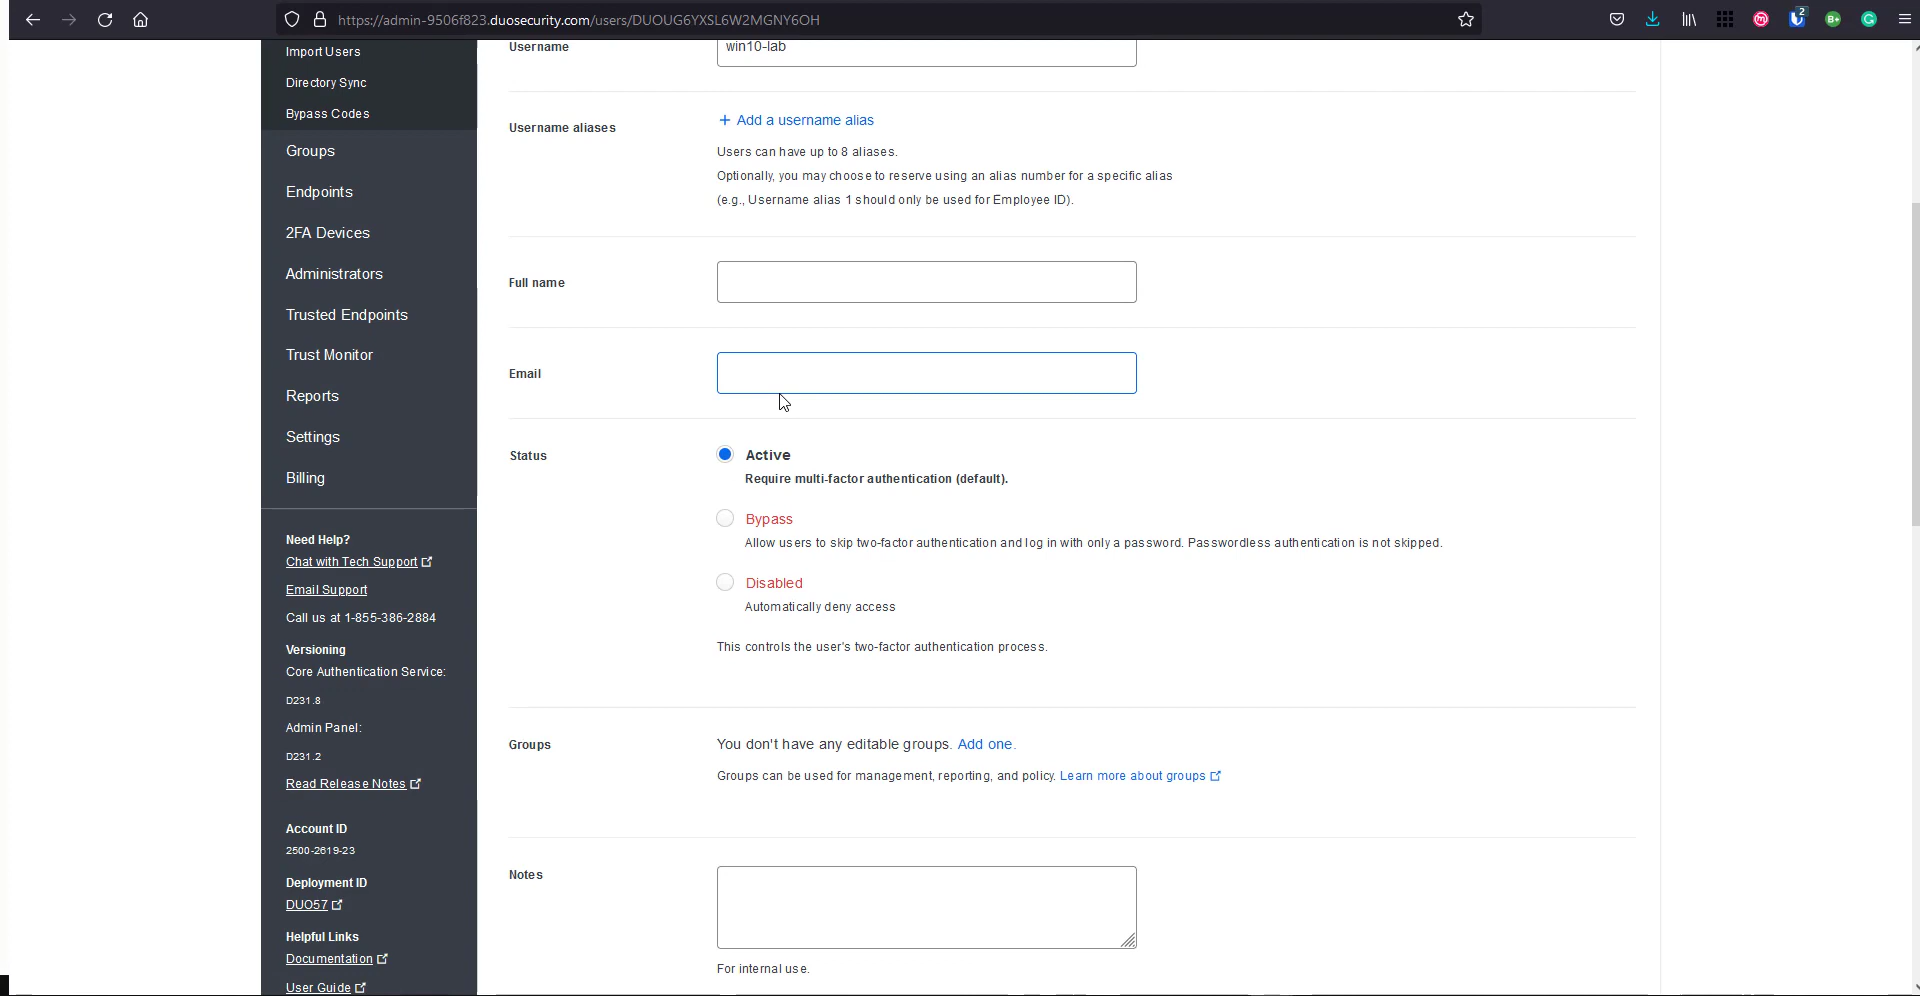 https://admin-9506f823.duosecurity.com/users/DUOUG6YXSL6W2MGNY6OH
2
Import Users
Directory Sync
Bypass Codes
Groups
Endpoints
2FA Devices
Administrators
Trusted Endpoints
Trust Monitor
Reports
Settings
Billing
Need Help?
Chat with Tech Support
Email Support
Call us at 1-855-386-2884
Versioning
Core Authentication Service:
D231.8
Admin Panel:
D231.2
Read Release Notes
Account ID
2500-2619-23
Deployment ID
DUO57
Helpful Links
Documentation
User Guide
Username
win10-lab
Username aliases
+ Add a username alias
Users can have up to 8 aliases.
Optionally, you may choose to reserve using an alias number for a specific alias
(e.g., Username alias 1 should only be used for Employee ID).
Full name
Email
Status
Active
Require multi-factor authentication (default).
Bypass
Allow users to skip two-factor authentication and log in with only a password. Passwordless authentication is not skipped.
Disabled
Automatically deny access
This controls the user's two-factor authentication process.
Groups
You don't have any editable groups. Add one.
Groups can be used for management, reporting, and policy. Learn more about groups
Notes
For internal use.